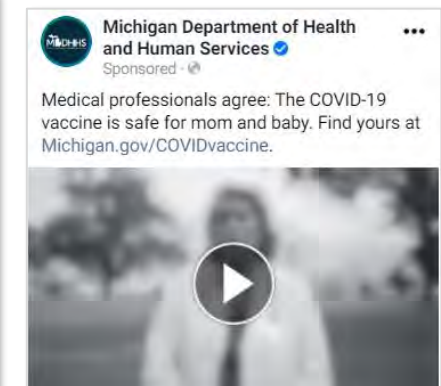 MDHHS
Michigan Department of Health
and Human Services
Sponsored ·
Medical professionals agree: The COVID-19
vaccine is safe for mom and baby. Find yours at
Michigan.gov/COVIDvaccine.